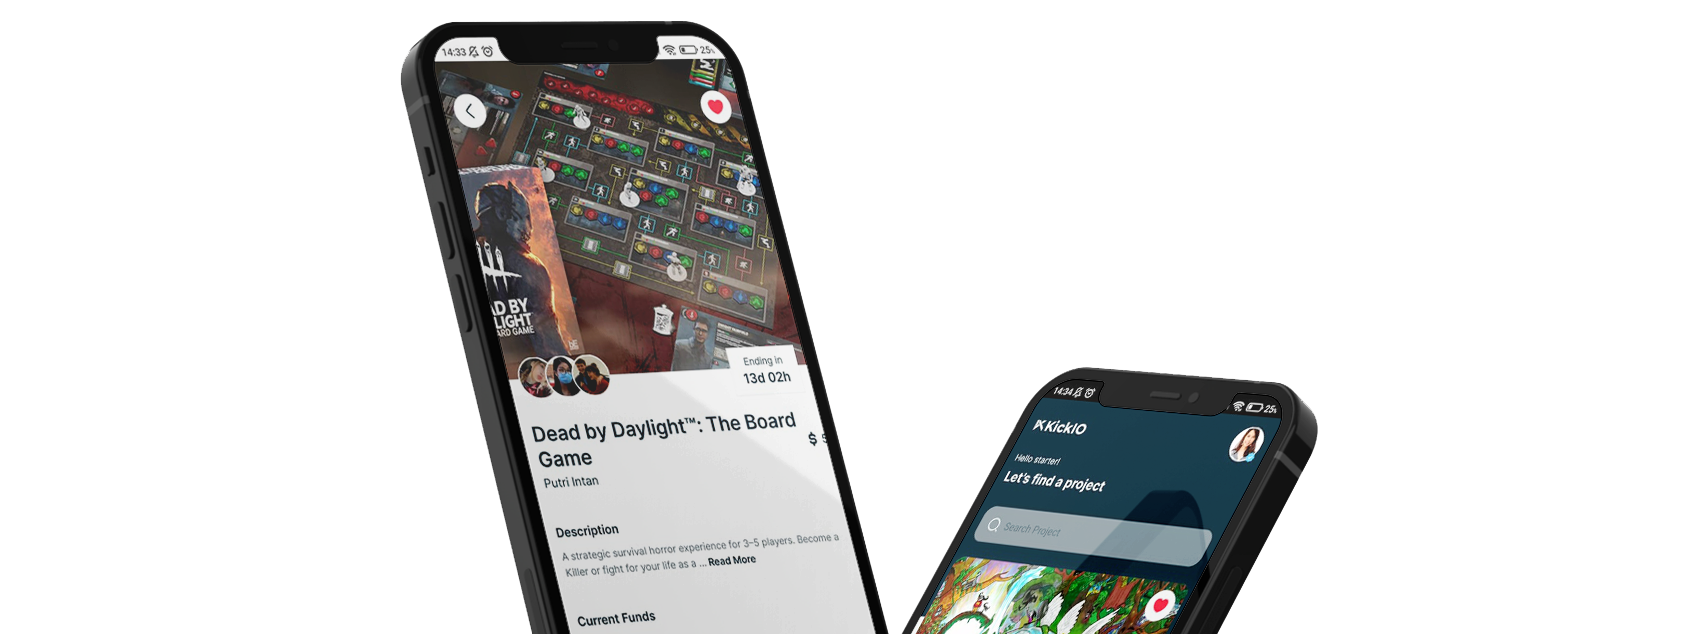 14:33
25
AD BY
LIGHT
ARD GAME
Ending in
13d 02h
Dead by Daylight™: The Board
Game
$ 5
Putri Intan
Description
A strategic survival horror experience for 3-5 players. Become a
Killer or fight for your life as a ... Read More
Current Funds
14:34
25
KickIO
Hello starter!
Let's find a project
Search Project